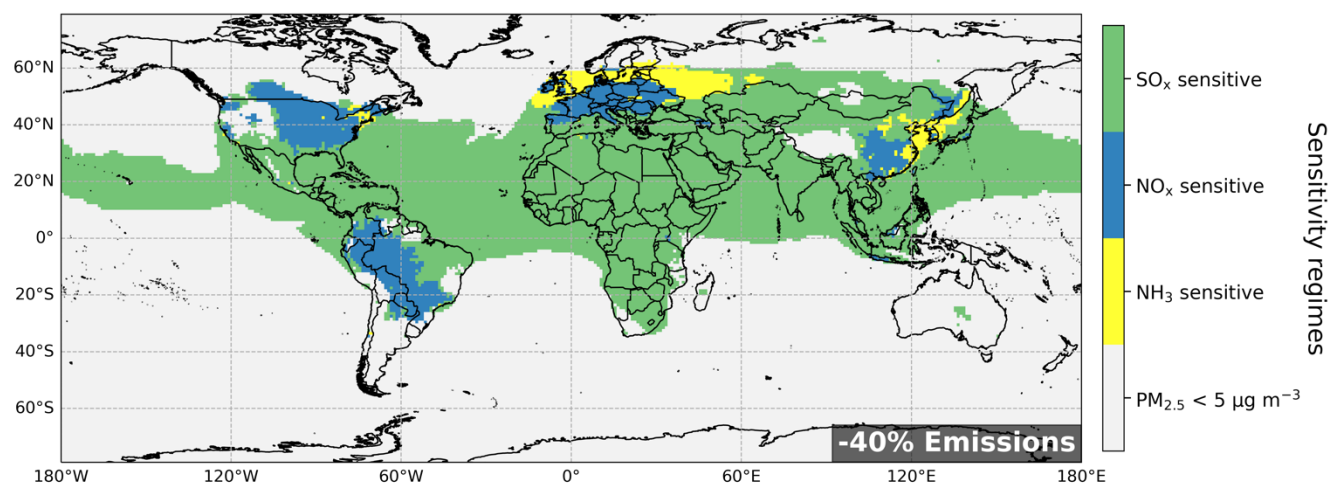 60°N
40°N
20°N
0°
20°S
40°S
60°S
180°W
120°W
60°W
0°
60°E
120°E
180°E
-40% Emissions
SOₓ sensitive
NOₓ sensitive
NH₃ sensitive
PM₂.₅ < 5 µg m⁻³
Sensitivity regimes